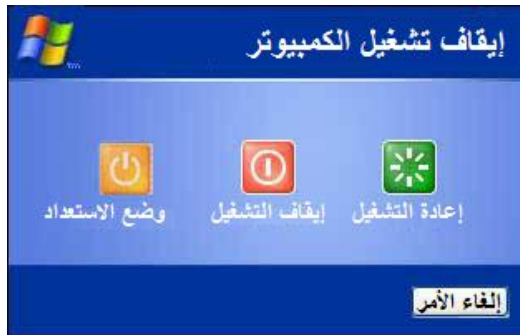 إيقاف تشغيل الكمبيوتر
إعادة التشغيل إيقاف التشغيل وضع الاستعداد
إلغاء الأمر